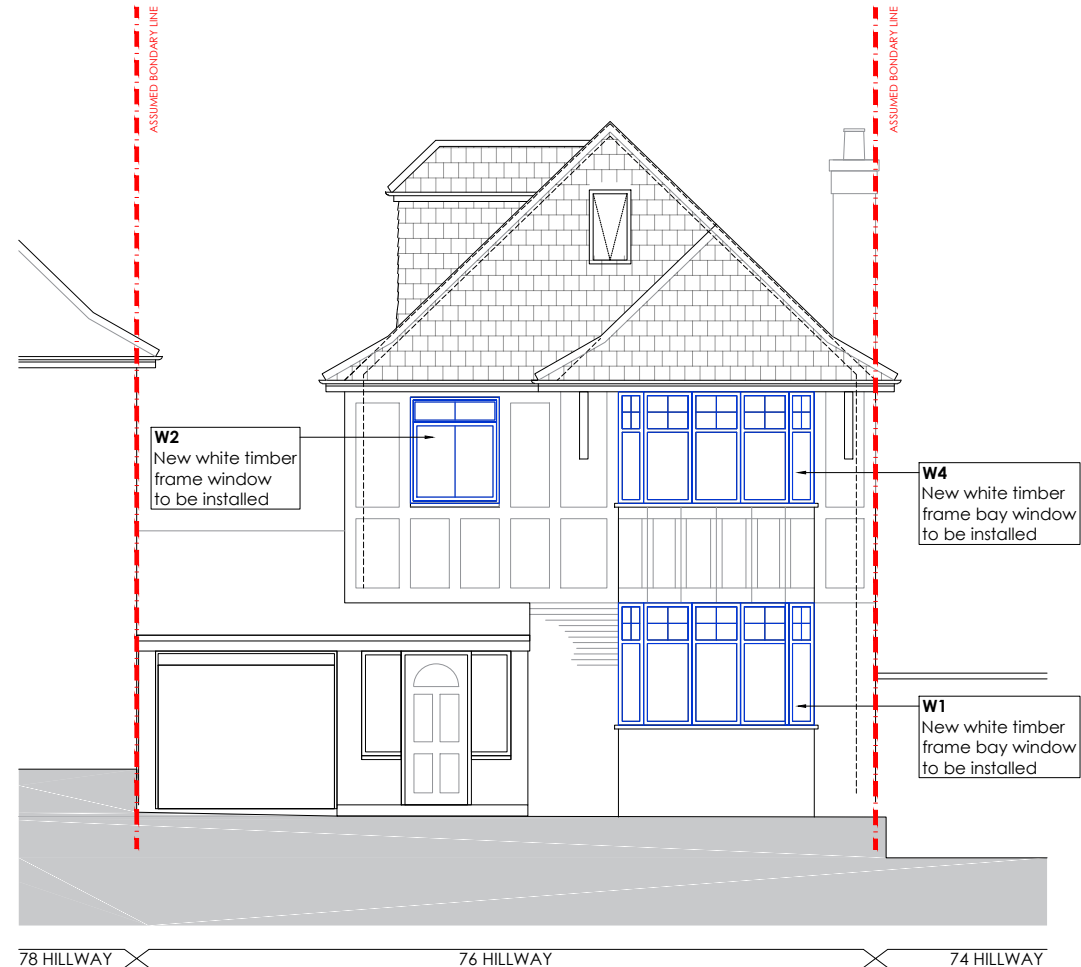 ASSUMED BONDARY LINE
ASSUMED BONDARY LINE
W2
New white timber
frame window
to be installed
W4
New white timber
frame bay window
to be installed
W1
New white timber
frame bay window
to be installed
78 HILLWAY
76 HILLWAY
74 HILLWAY